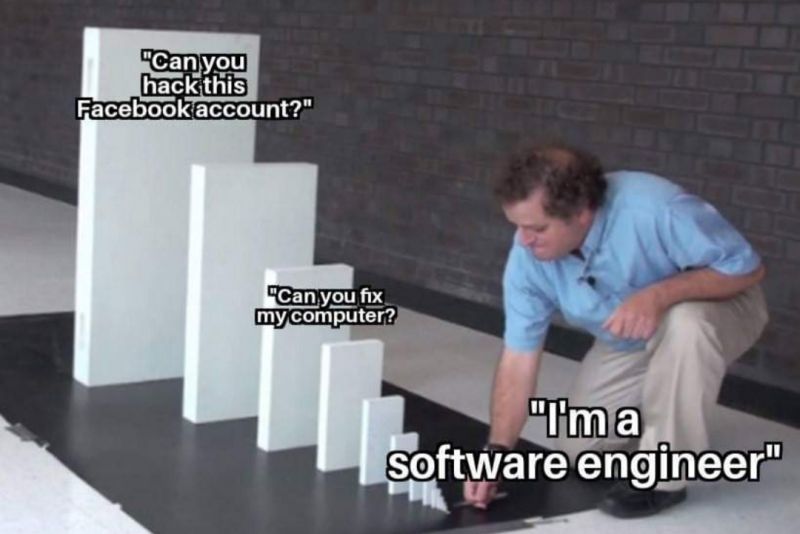 "Can you
hack this
Facebook account?"
"Can you fix
my computer?
"I'm a
software engineer"